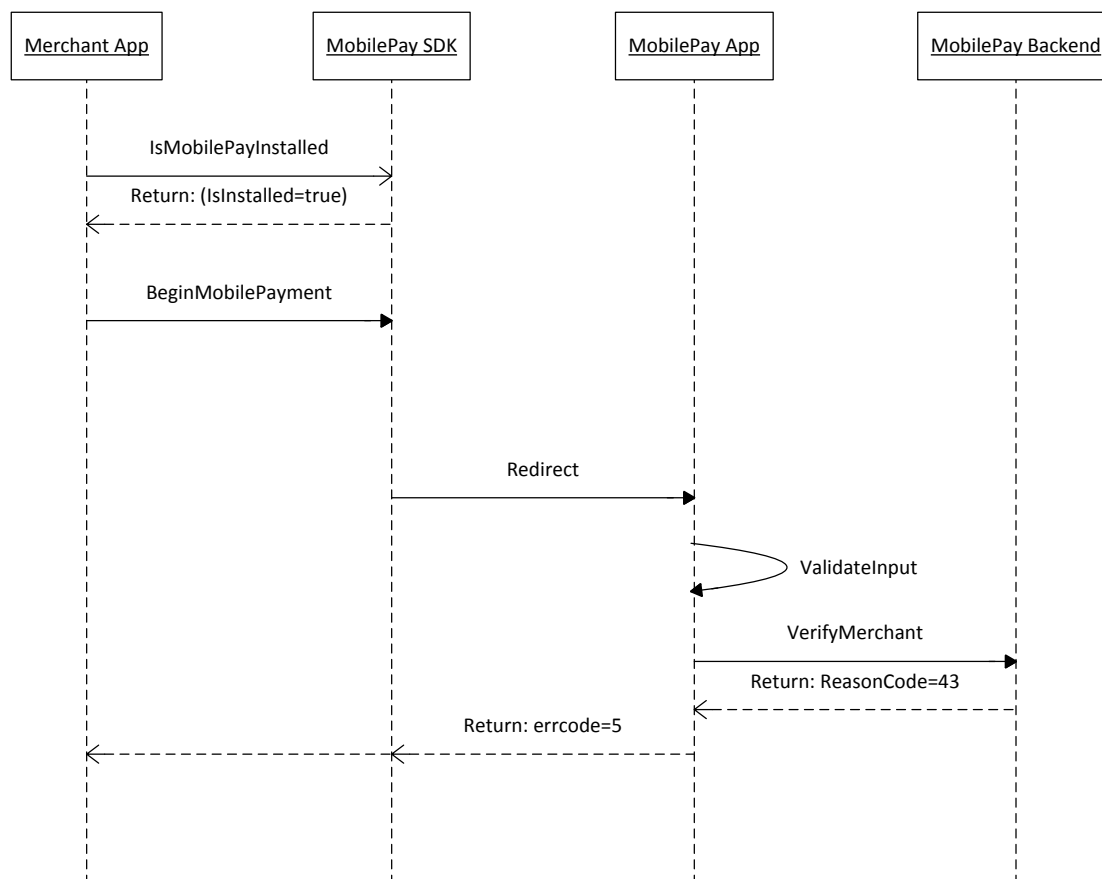 Merchant App
MobilePay SDK
MobilePay App
MobilePay Backend
IsMobilePayInstalled
Return: (IsInstalled=true)
BeginMobilePayment
Redirect
ValidateInput
VerifyMerchant
Return: ReasonCode=43
Return: errcode=5